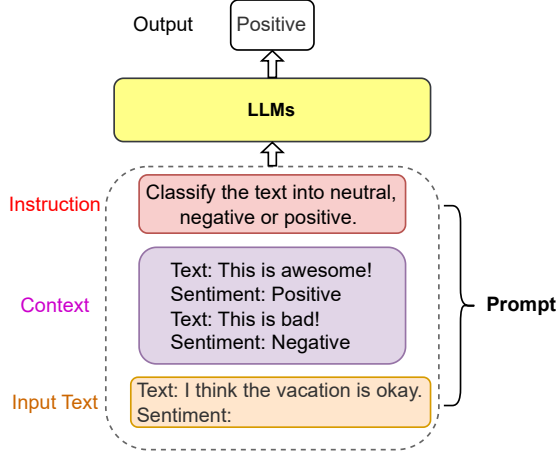 Output
Positive
LLMs
Instruction
Classify the text into neutral,
negative or positive.
Context
Text: This is awesome!
Sentiment: Positive
Text: This is bad!
Sentiment: Negative
Prompt
Input Text
Text: I think the vacation is okay.
Sentiment: